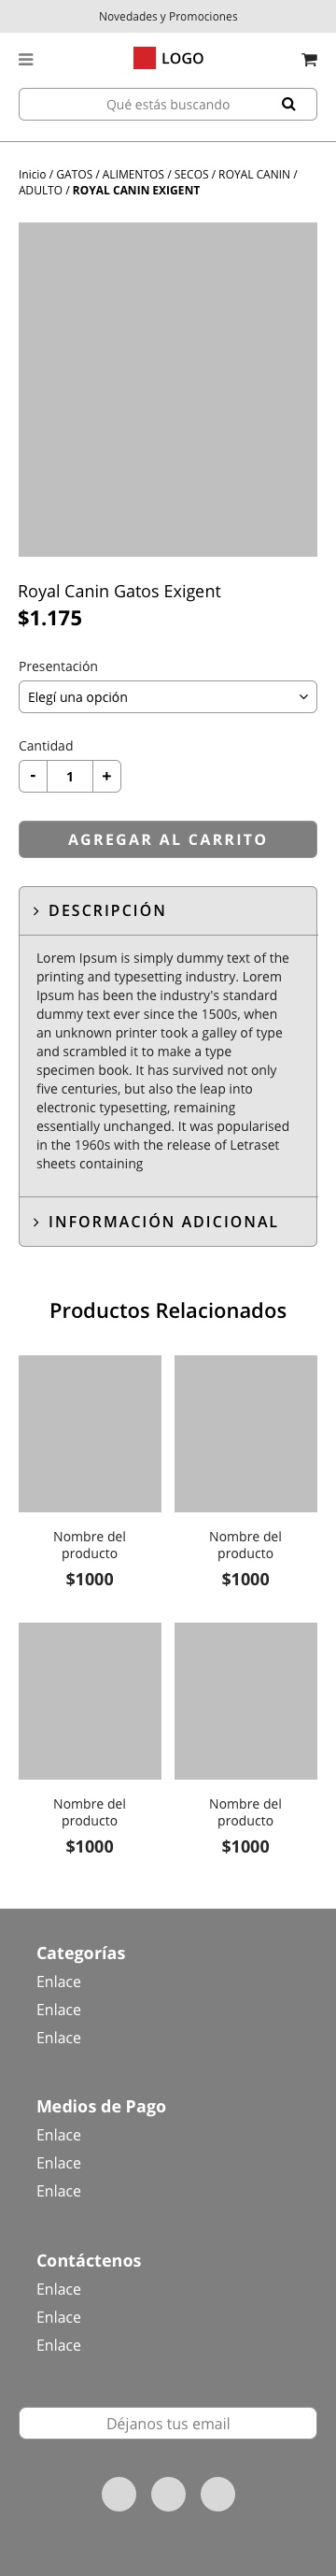 Novedades y Promociones
LOGO
Qué estás buscando
Inicio / GATOS / ALIMENTOS / SECOS / ROYAL CANIN /
ADULTO / ROYAL CANIN EXIGENT
Royal Canin Gatos Exigent
$1.175
Presentación
Elegí una opción
Cantidad
- 1 +
AGREGAR AL CARRITO
> DESCRIPCIÓN
Lorem Ipsum is simply dummy text of the
printing and typesetting industry. Lorem
Ipsum has been the industry's standard
dummy text ever since the 1500s, when
an unknown printer took a galley of type
and scrambled it to make a type
specimen book. It has survived not only
five centuries, but also the leap into
electronic typesetting, remaining
essentially unchanged. It was popularised
in the 1960s with the release of Letraset
sheets containing
> INFORMACIÓN ADICIONAL
Productos Relacionados
Nombre del
producto
$1000
Nombre del
producto
$1000
Nombre del
producto
$1000
Nombre del
producto
$1000
Categorías
Enlace
Enlace
Enlace
Medios de Pago
Enlace
Enlace
Enlace
Contáctenos
Enlace
Enlace
Enlace
Déjanos tus email